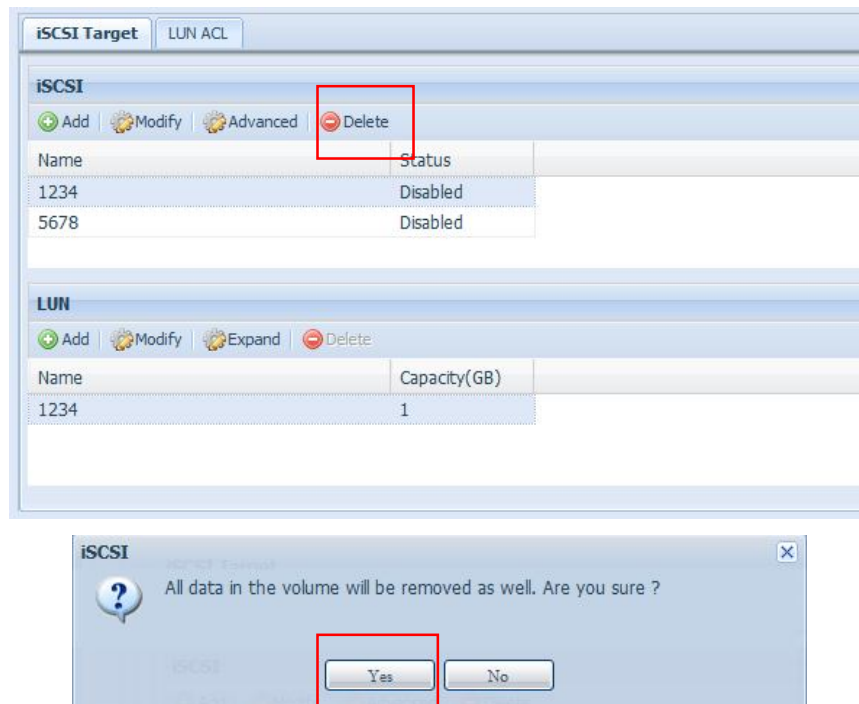 iSCSI Target LUN ACL
iSCSI
Add Modify Advanced Delete
Name Status
1234 Disabled
5678 Disabled
LUN
Add Modify Expand Delete
Name Capacity(GB)
1234 1
iSCSI
All data in the volume will be removed as well. Are you sure ?
Yes No